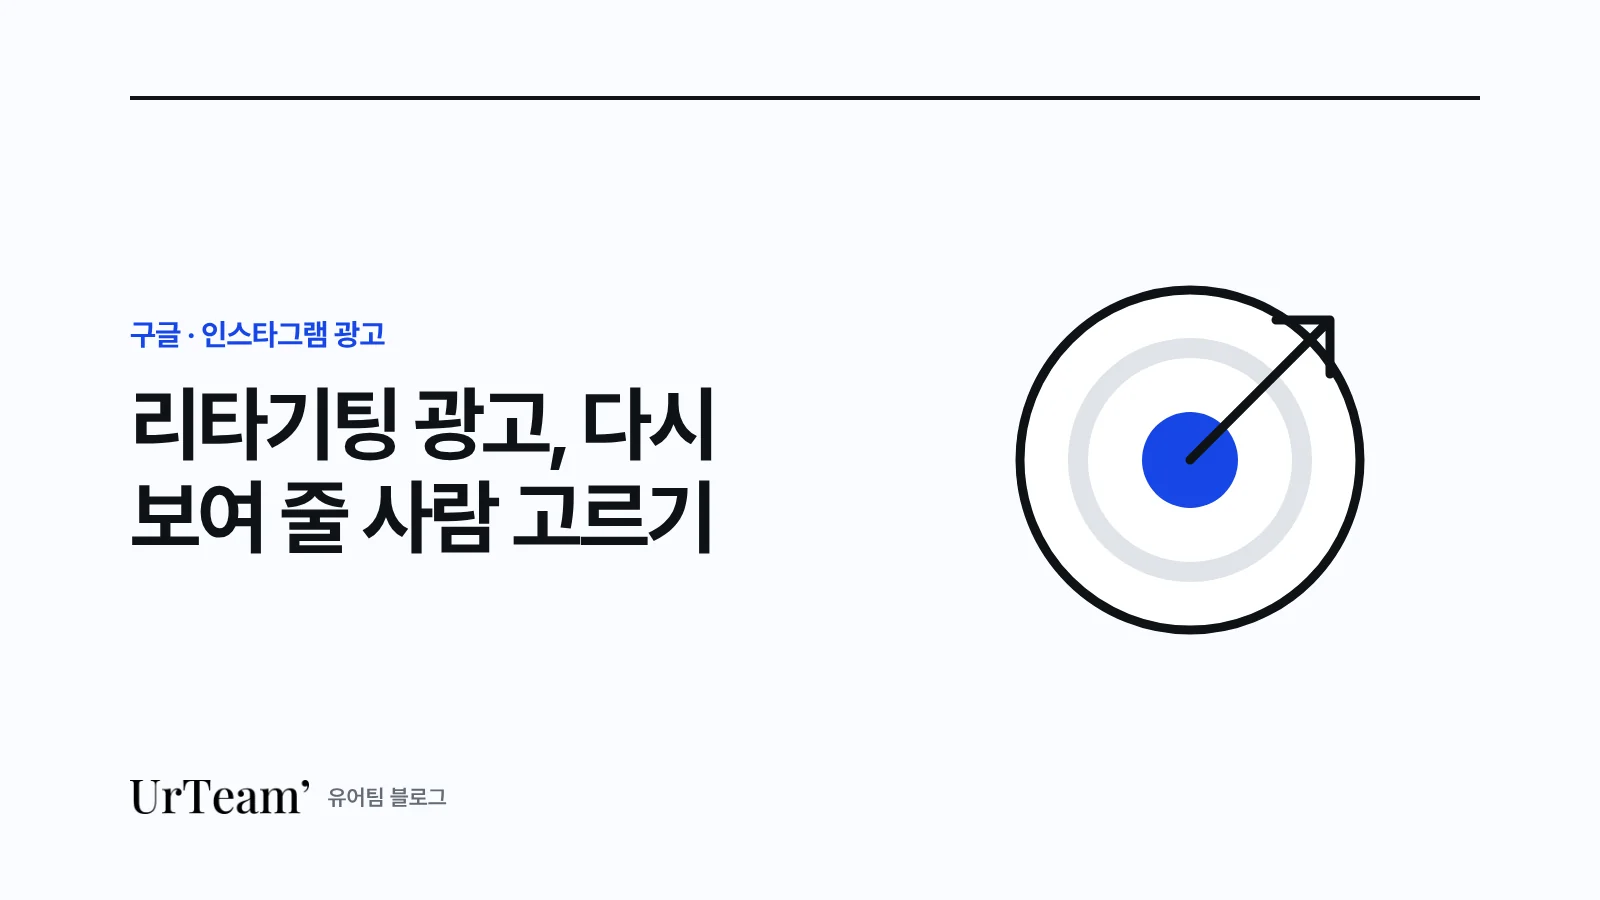 구글 · 인스타그램 광고
리타기팅 광고, 다시
보여 줄 사람 고르기
UrTeam’ 유어팀 블로그